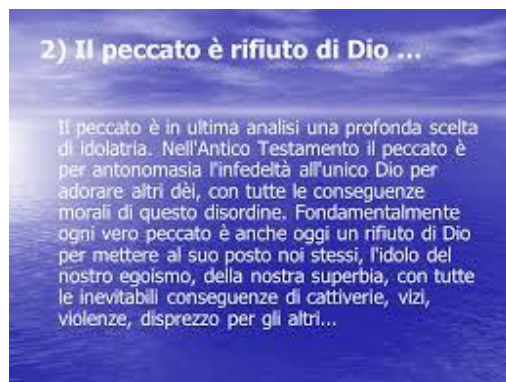 2) Il peccato è rifiuto di Dio ...
Il peccato è in ultima analisi una profonda scelta
di idolatria. Nell'Antico Testamento il peccato è
per antonomasia l'infedeltà all'unico Dio per
adorare altri dèi, con tutte le conseguenze
morali di questo disordine. Fondamentalmente
ogni vero peccato è anche oggi un rifiuto di Dio
per mettere al suo posto noi stessi, l'idolo del
nostro egoismo, della nostra superbia, con tutte
le inevitabili conseguenze di cattiverie, vizi,
violenze, disprezzo per gli altri...